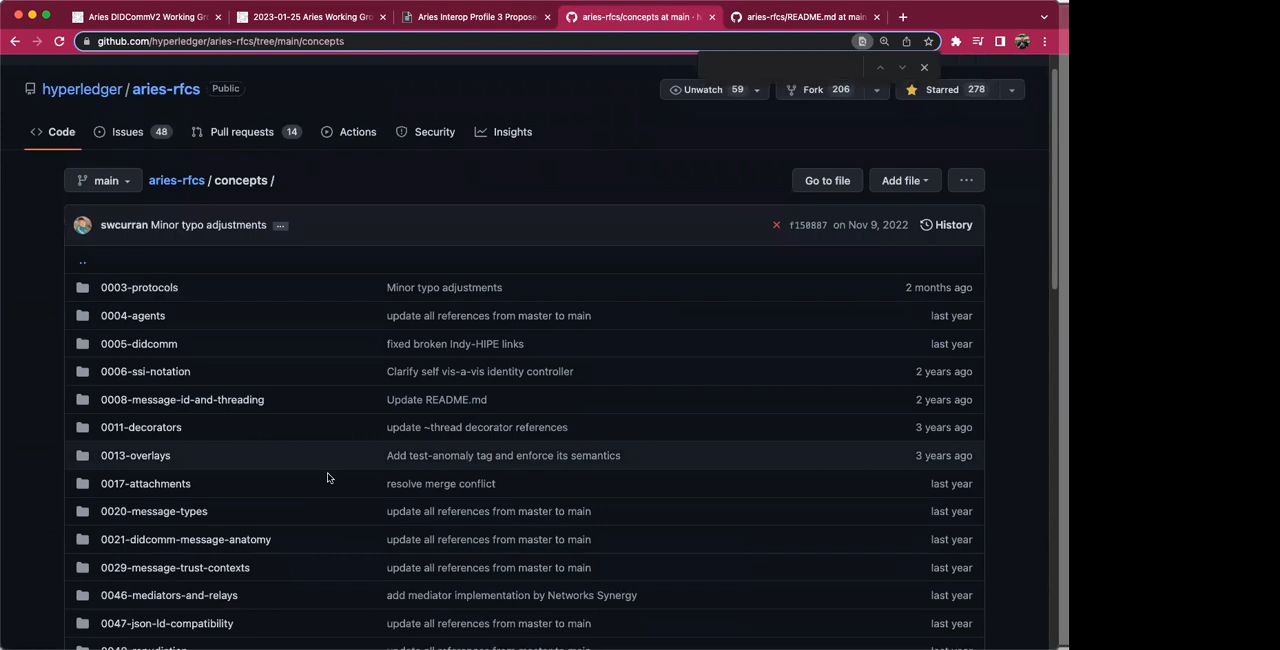 Aries DIDCommV2 Working Gr
2023-01-25 Aries Working Gro
Aries Interop Profile 3 Propose
aries-rfcs/concepts at main · h
aries-rfcs/README.md at main
github.com/hyperledger/aries-rfcs/tree/main/concepts
hyperledger / aries-rfcs Public
Unwatch 59 Fork 206 Starred 278
Code Issues 48 Pull requests 14 Actions Security Insights
main aries-rfcs / concepts / Go to file Add file ...
swcurran Minor typo adjustments ... f150887 on Nov 9, 2022 History
..
0003-protocols Minor typo adjustments 2 months ago
0004-agents update all references from master to main last year
0005-didcomm fixed broken Indy-HIPE links last year
0006-ssi-notation Clarify self vis-a-vis identity controller 2 years ago
0008-message-id-and-threading Update README.md 2 years ago
0011-decorators update ~thread decorator references 3 years ago
0013-overlays Add test-anomaly tag and enforce its semantics 3 years ago
0017-attachments resolve merge conflict last year
0020-message-types update all references from master to main last year
0021-didcomm-message-anatomy update all references from master to main last year
0029-message-trust-contexts update all references from master to main last year
0046-mediators-and-relays add mediator implementation by Networks Synergy last year
0047-json-ld-compatibility update all references from master to main last year